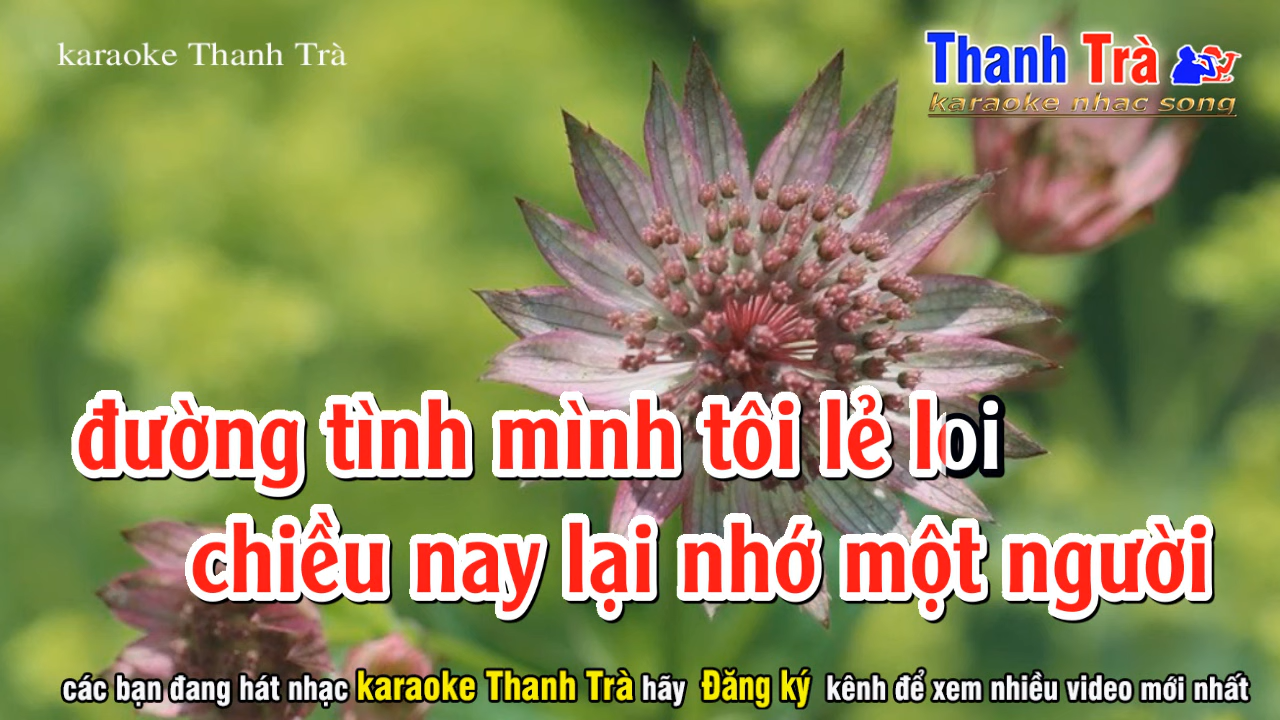 karaoke Thanh Trà
Thanh Trà
karaoke nhac song
đường tình mình tôi lẻ loi
chiều nay lại nhớ một người
các bạn đang hát nhạc karaoke Thanh Trà hãy Đăng ký kênh để xem nhiều video mới nhất